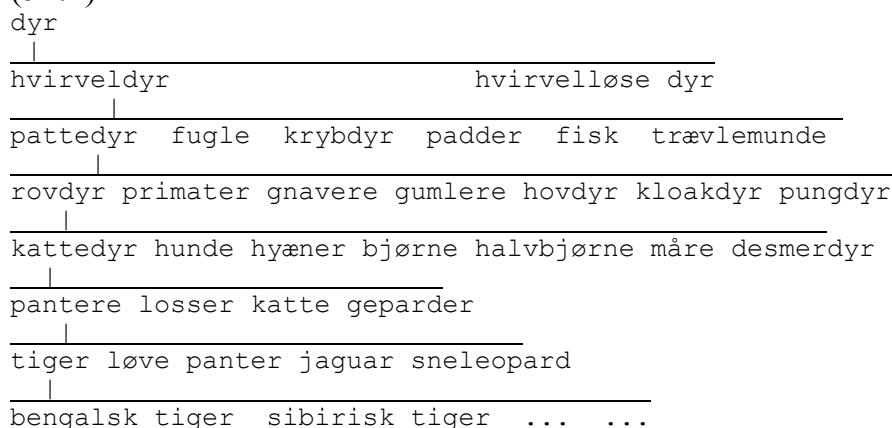 dyr
hvirveldyr hvirvelløse dyr
pattedyr fugle krybdyr padder fisk trævlemunde
rovdyr primater gnavere gumlere hovdyr kloakdyr pungdyr
kattedyr hunde hyæner bjørne halvbjørne måre desmerdyr
pantere losser katte geparder
tiger løve panter jaguar sneleopard
bengalsk tiger sibirisk tiger ... ...